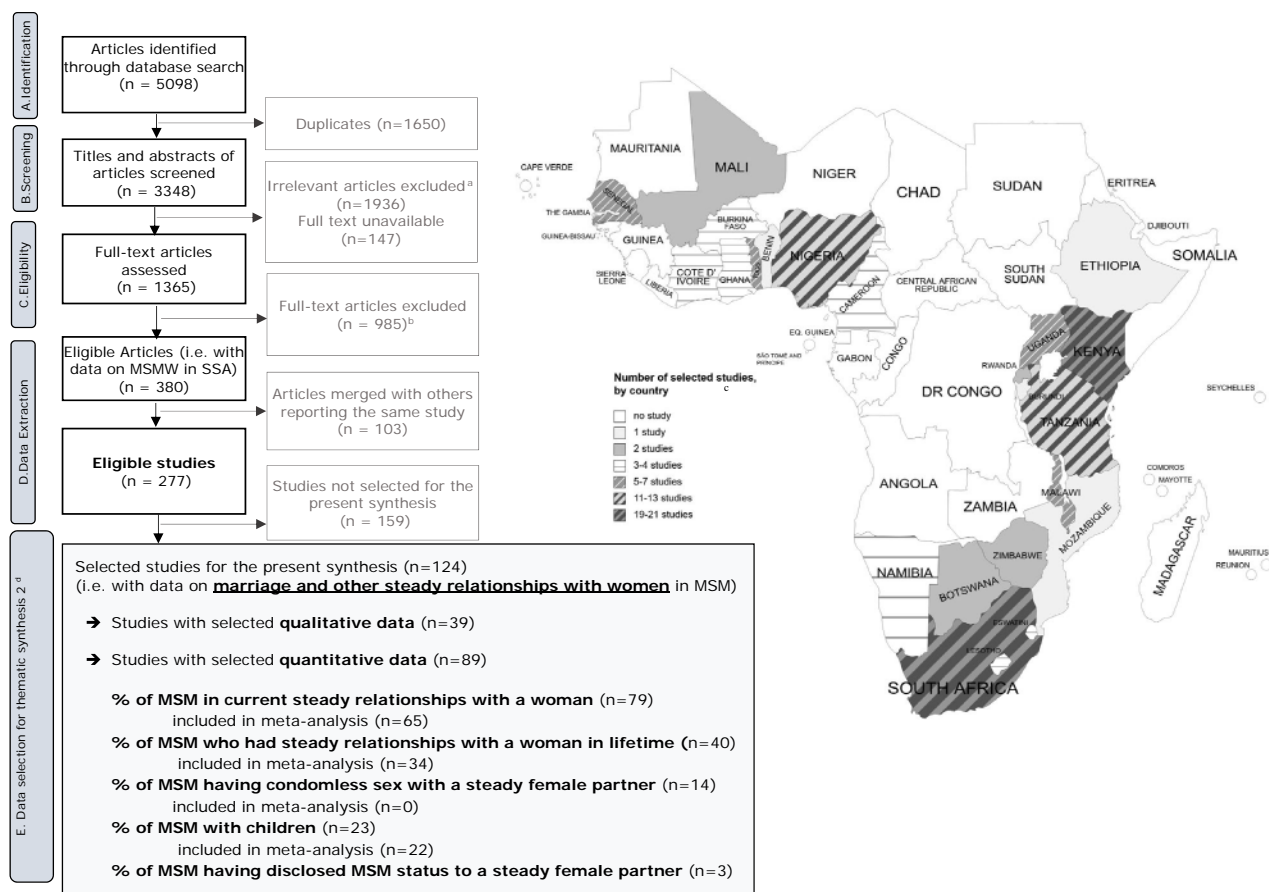 A.Identification
Articles identified
through database search
(n = 5098)
Duplicates (n=1650)
B.Screening
Titles and abstracts of
articles screened
(n = 3348)
Irrelevant articles excluded a
(n=1936)
Full text unavailable
(n=147)
C.Eligibility
Full-text articles
assessed
(n = 1365)
Full-text articles excluded
(n = 985)b
D.Data Extraction
Eligible Articles (i.e. with
data on MSMW in SSA)
(n = 380)
Articles merged with others
reporting the same study
(n = 103)
Eligible studies
(n = 277)
Studies not selected for the
present synthesis
(n = 159)
E. Data selection for thematic synthesis 2 d
Selected studies for the present synthesis (n=124)
(i.e. with data on marriage and other steady relationships with women in MSM)
➔ Studies with selected qualitative data (n=39)
➔ Studies with selected quantitative data (n=89)
% of MSM in current steady relationships with a woman (n=79)
included in meta-analysis (n=65)
% of MSM who had steady relationships with a woman in lifetime (n=40)
included in meta-analysis (n=34)
% of MSM having condomless sex with a steady female partner (n=14)
included in meta-analysis (n=0)
% of MSM with children (n=23)
included in meta-analysis (n=22)
% of MSM having disclosed MSM status to a steady female partner (n=3)
MAURITANIA
MALI
NIGER
CHAD
SUDAN
ERITREA
CAPE VERDE
SENEGAL
THE GAMBIA
GUINEA-BISSAU
GUINEA
SIERRA
LEONE
LIBERIA
COTE D'
IVOIRE
BURKINA
FASO
GHANA
TOGO
BENIN
NIGERIA
CAMEROON
CENTRAL AFRICAN
REPUBLIC
SOUTH
SUDAN
ETHIOPIA
DJIBOUTI
SOMALIA
EQ. GUINEA
SÃO TOMÉ AND
PRINCIPE
GABON
CONGO
DR CONGO
UGANDA
KENYA
RWANDA
BURUNDI
TANZANIA
SEYCHELLES
COMOROS
MAYOTTE
ANGOLA
ZAMBIA
MALAWI
MOZAMBIQUE
MADAGASCAR
MAURITIUS
REUNION
ZIMBABWE
NAMIBIA
BOTSWANA
ESWATINI
LESOTHO
SOUTH AFRICA
Number of selected studies,
by country c
no study
1 study
2 studies
3-4 studies
5-7 studies
11-13 studies
19-21 studies